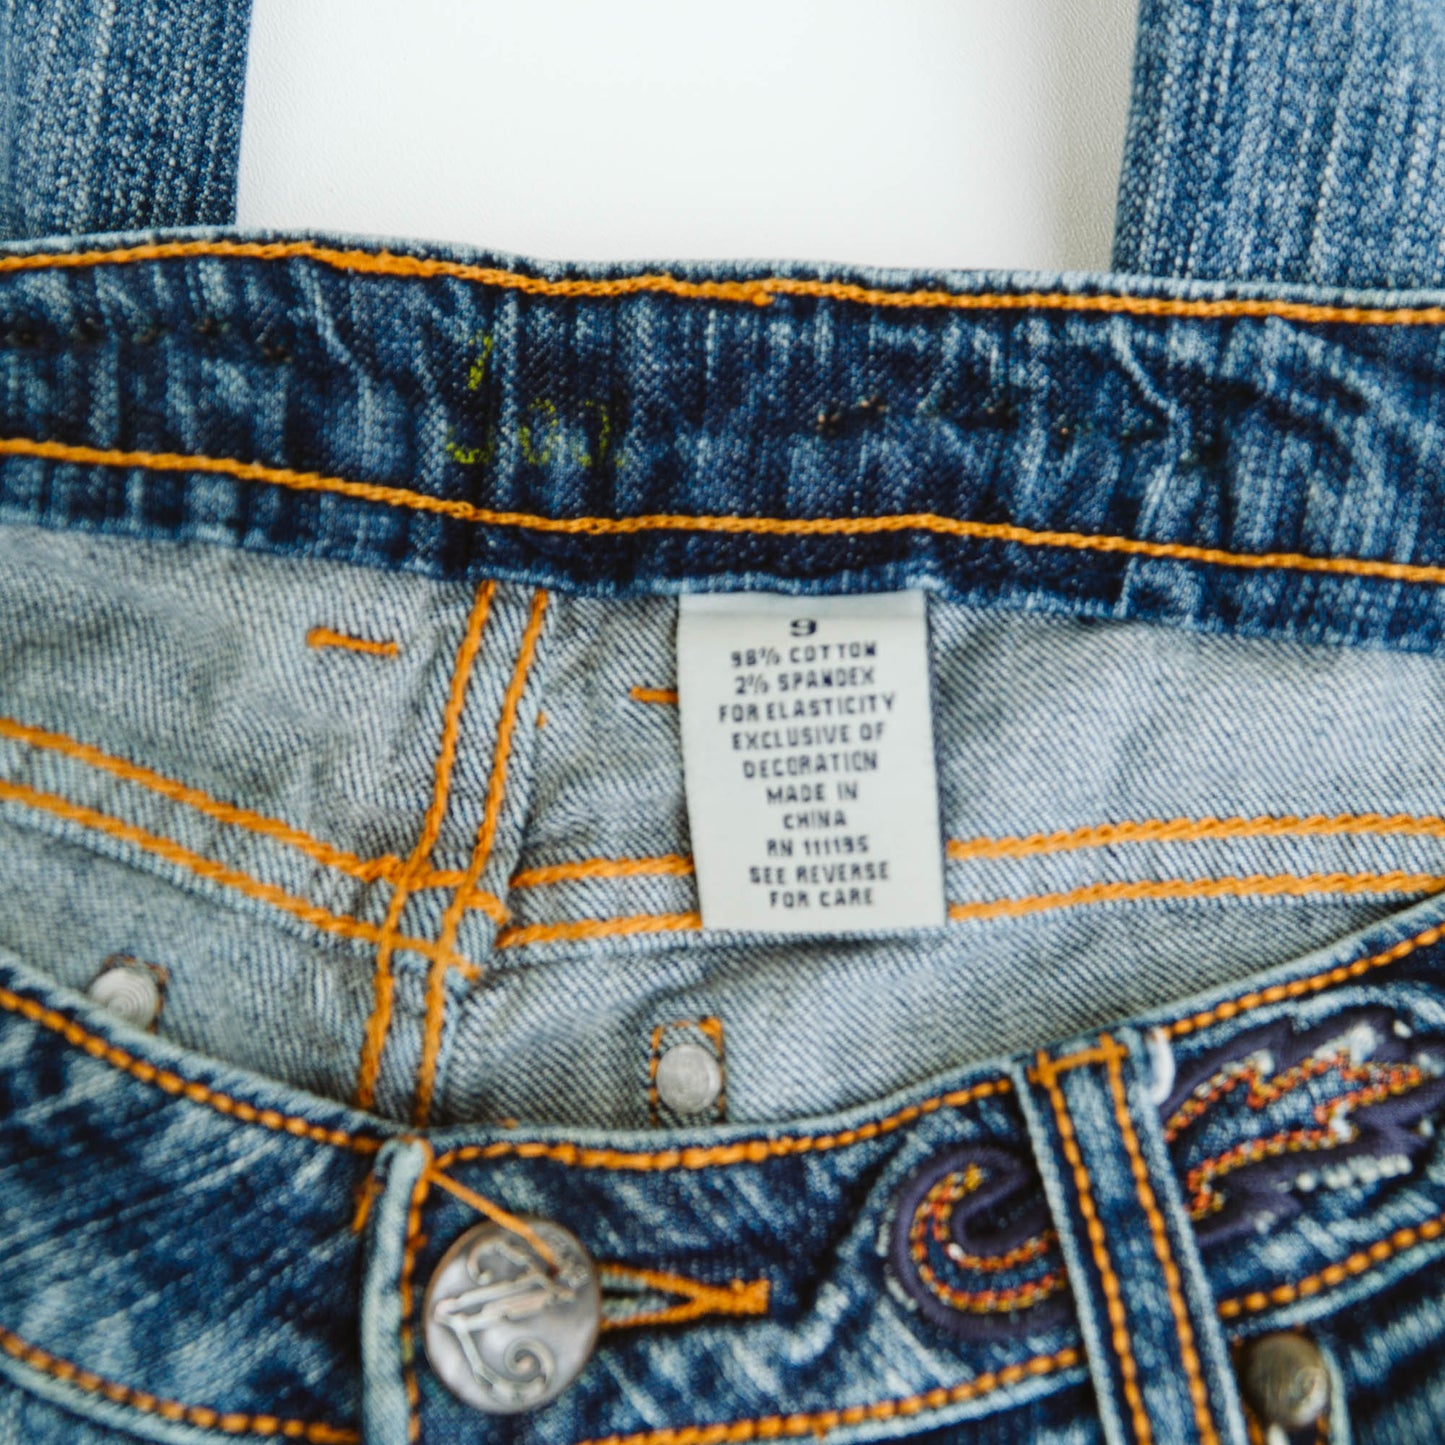 9
98% COTTON
2% SPANDEX
FOR ELASTICITY
EXCLUSIVE OF
DECORATION
MADE IN
CHINA
RN 111195
SEE REVERSE
FOR CARE